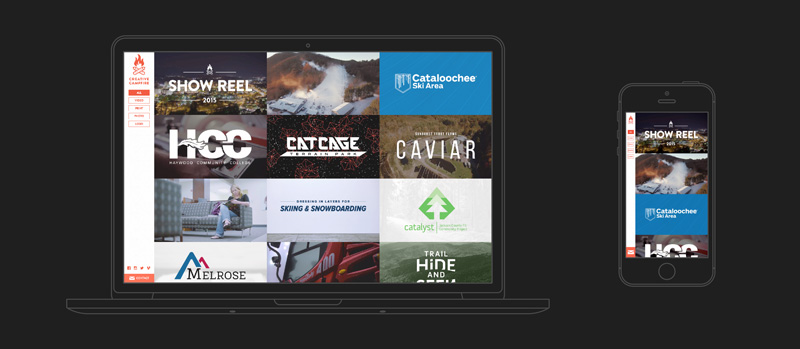 CREATIVE
CAMPFIRE
SHOW REEL
2015
Cataloochee
Ski Area
HCC
HAYWOOD COMMUNITY COLLEGE
CATCAGE
TERRAIN PARK
CAVIAR
DRESSING IN LAYERS FOR
SKIING & SNOWBOARDING
catalyst
MELROSE
TRAIL
HIDE
AND
SEEK
SHOW REEL
2015
Cataloochee
Ski Area
HCC